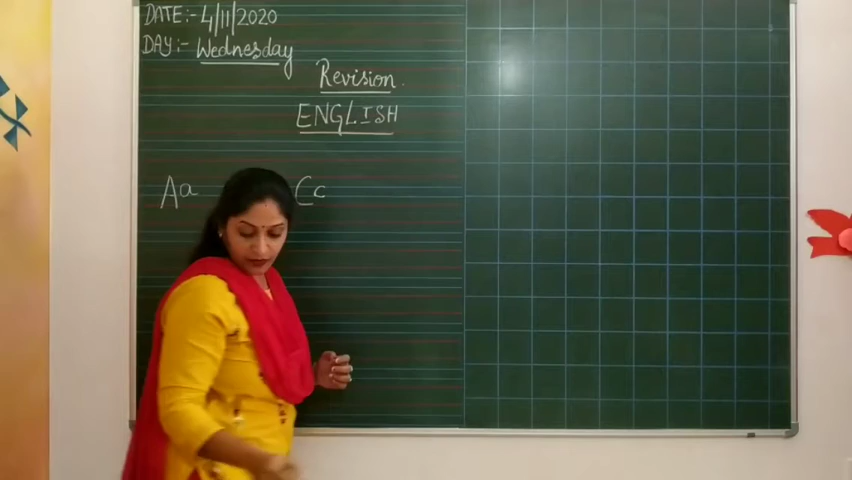 DATE:- 4/11/2020
DAY:- Wednesday
Revision.
ENGLISH
Aa Cc